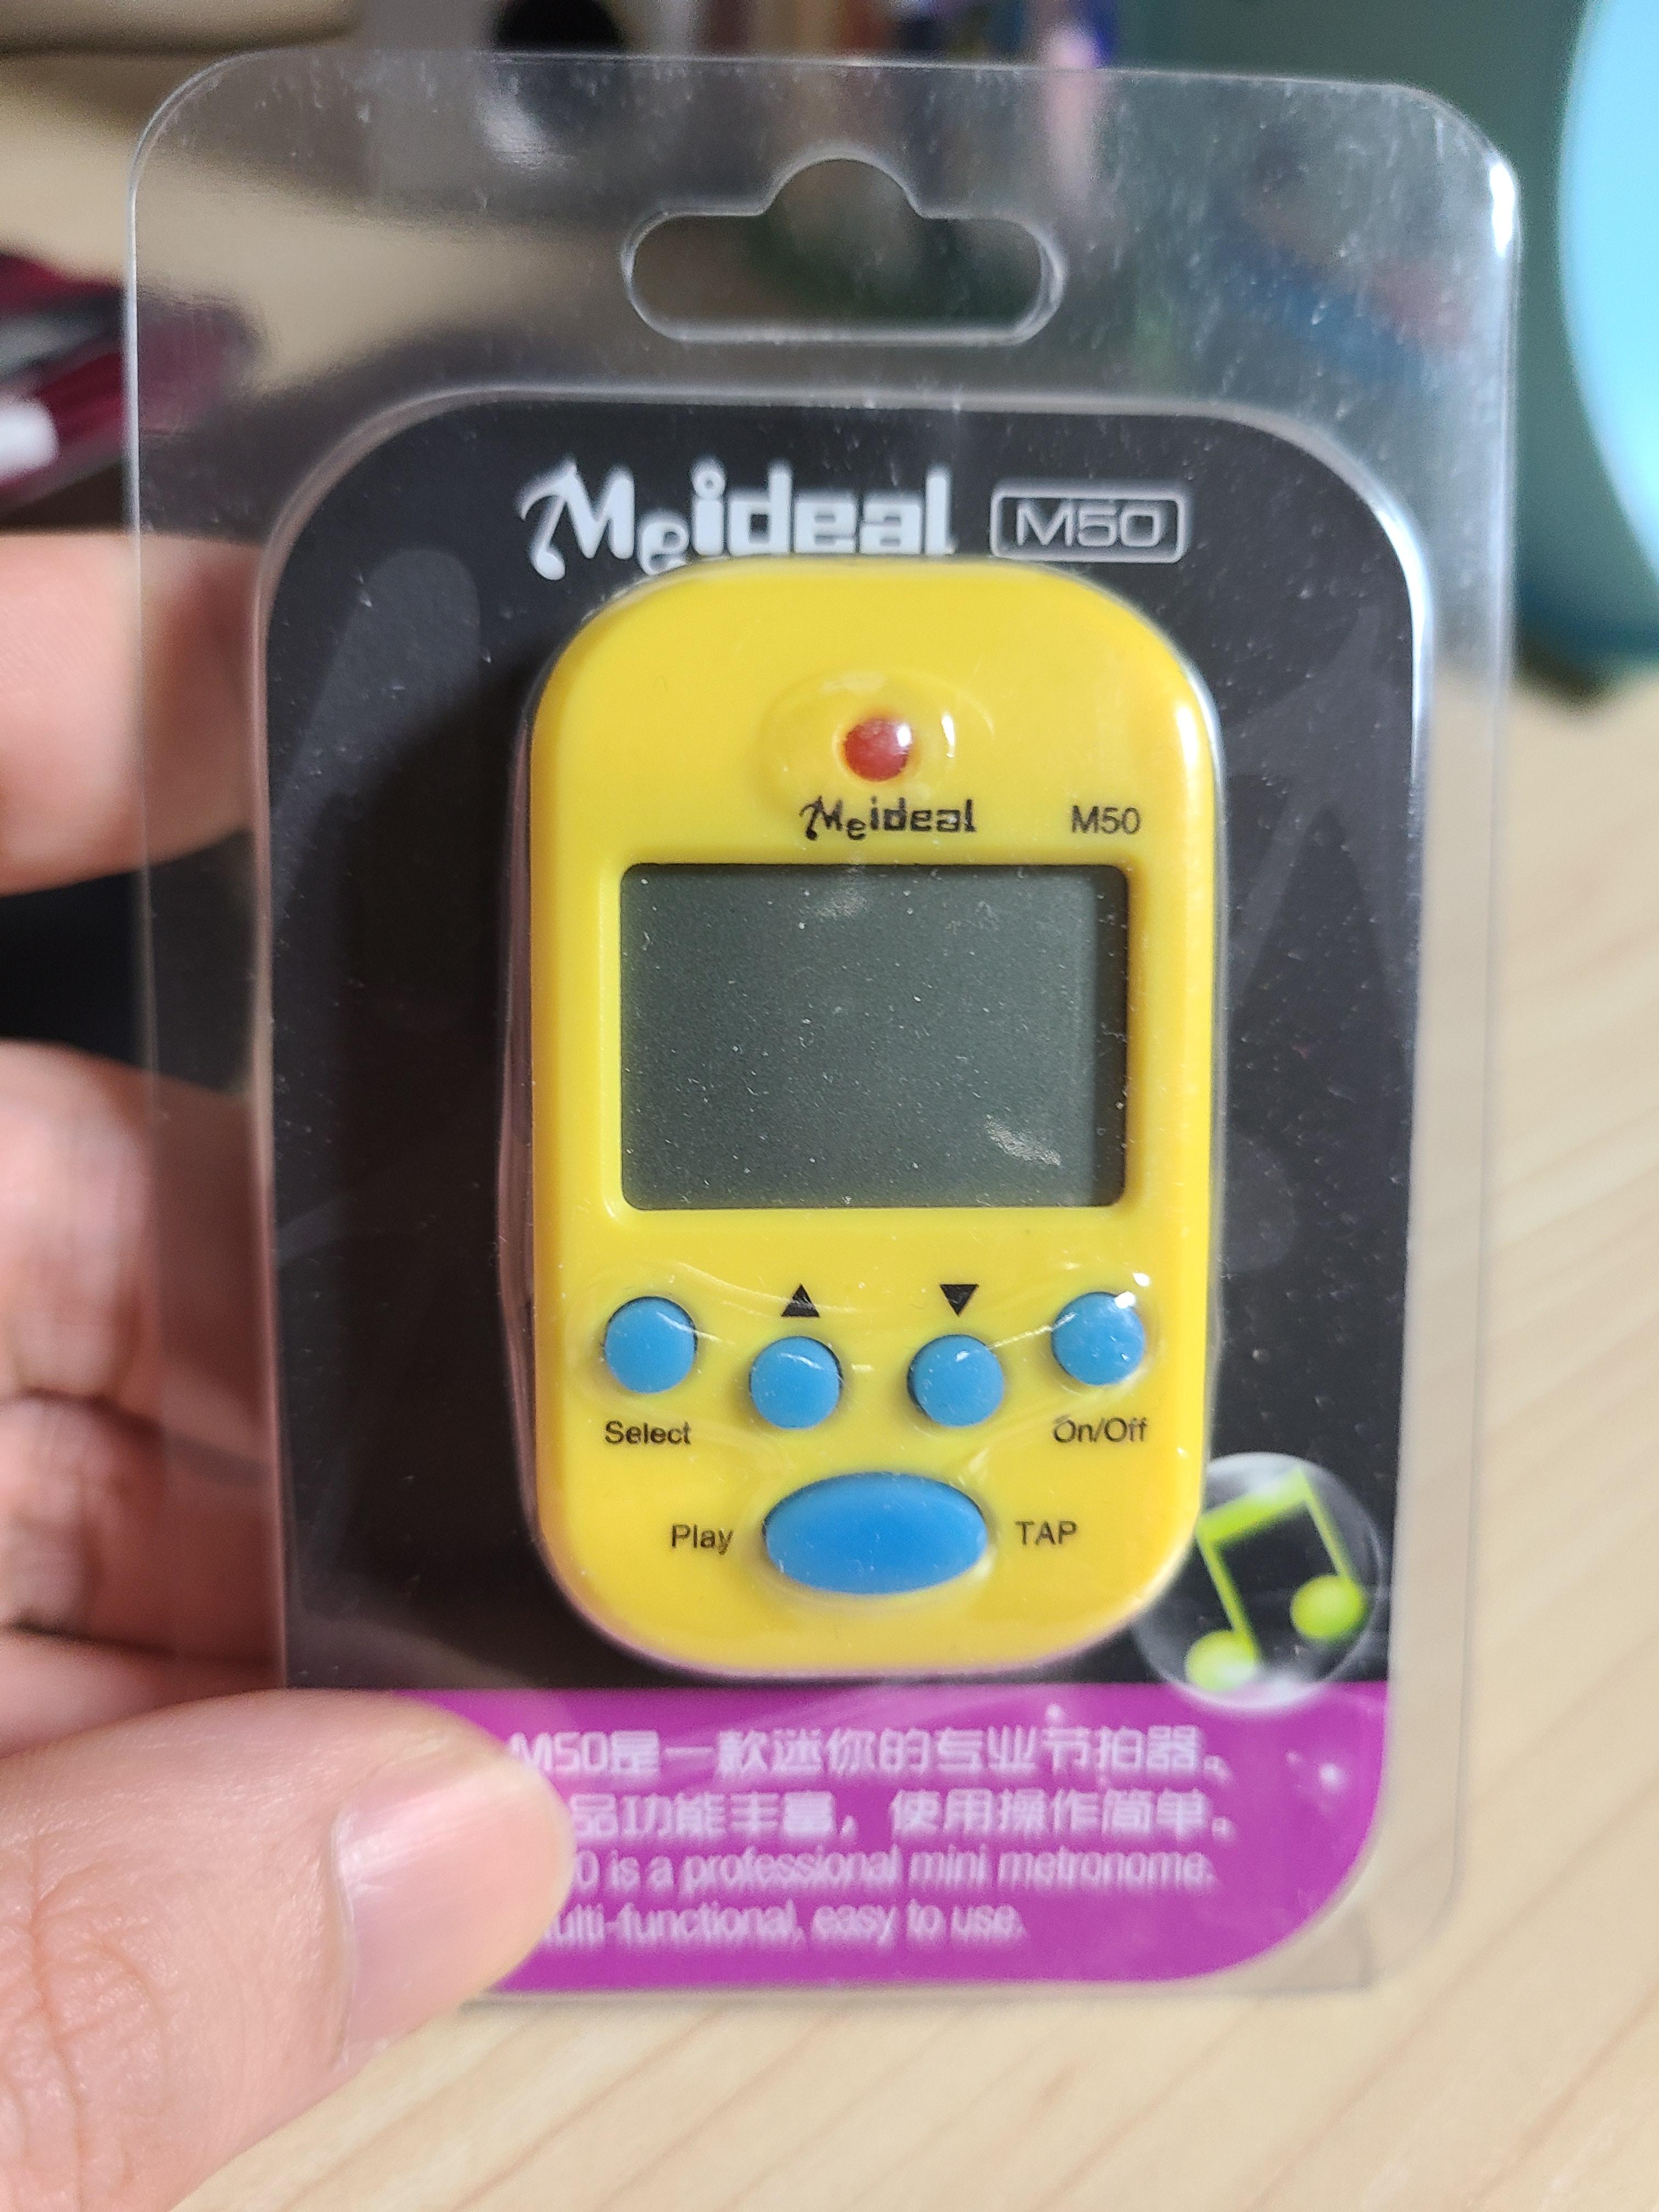 Meideal M50
Meideal M50
▲ ▼
Select On/Off
Play TAP
M50是一款迷你的专业节拍器。
品功能丰富，使用操作简单。
0 is a professional mini metronome.
ulti-functional, easy to use.